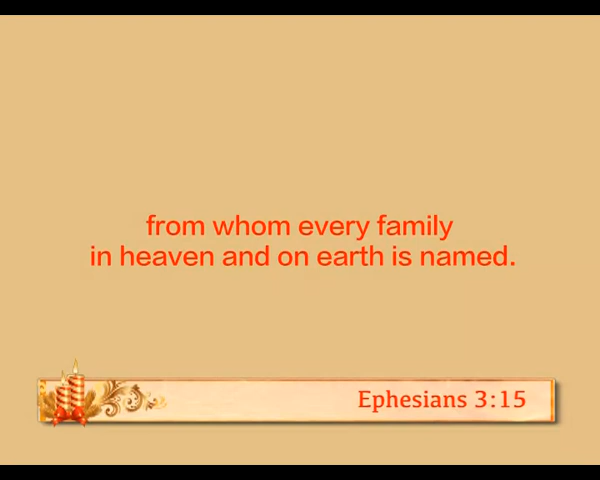 from whom every family
in heaven and on earth is named.
Ephesians 3:15